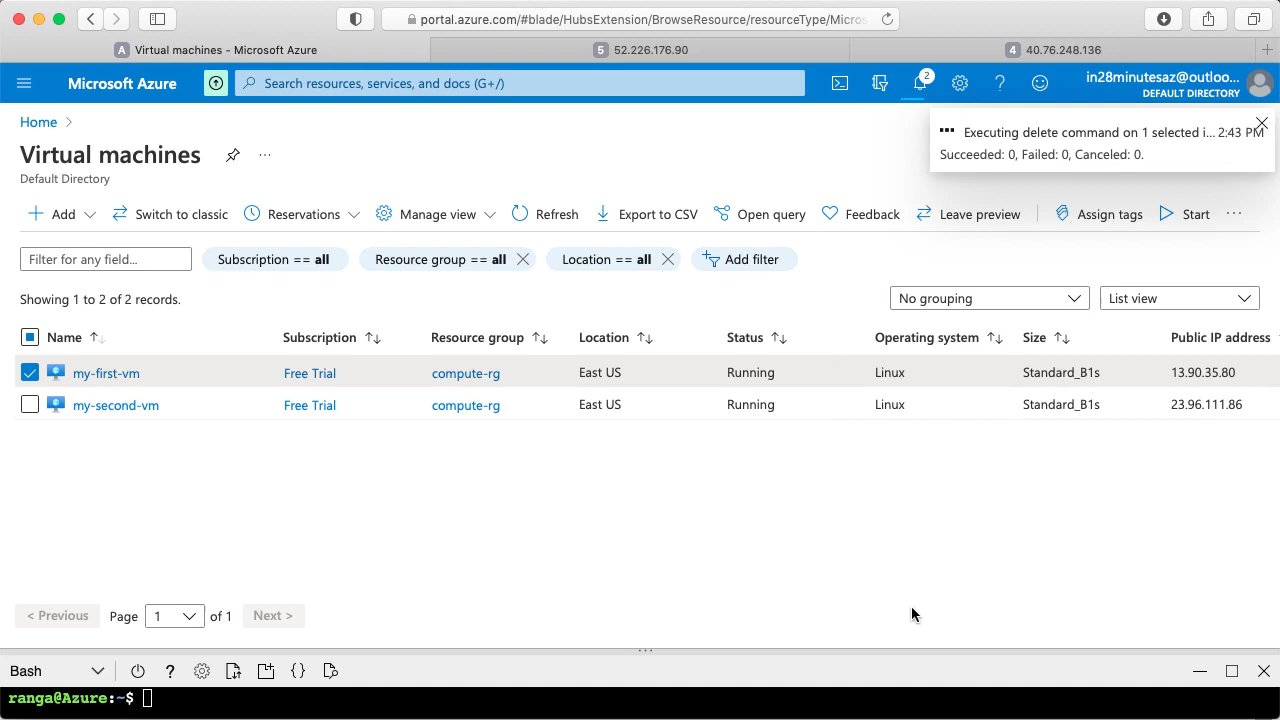 portal.azure.com/#blade/HubsExtension/BrowseResource/resourceType/Micros
A Virtual machines - Microsoft Azure
5 52.226.176.90
4 40.76.248.136
Microsoft Azure
Search resources, services, and docs (G+/)
2
in28minutesaz@outloo...
DEFAULT DIRECTORY
Home
Executing delete command on 1 selected i... 2:43 PM
Succeeded: 0, Failed: 0, Canceled: 0.
Virtual machines
Default Directory
Add Switch to classic Reservations Manage view Refresh Export to CSV Open query Feedback Leave preview Assign tags Start
Filter for any field... Subscription == all Resource group == all Location == all Add filter
Showing 1 to 2 of 2 records. No grouping List view
Name Subscription Resource group Location Status Operating system Size Public IP address
my-first-vm Free Trial compute-rg East US Running Linux Standard_B1s 13.90.35.80
my-second-vm Free Trial compute-rg East US Running Linux Standard_B1s 23.96.111.86
< Previous Page 1 of 1 Next >
Bash
ranga@Azure:~$